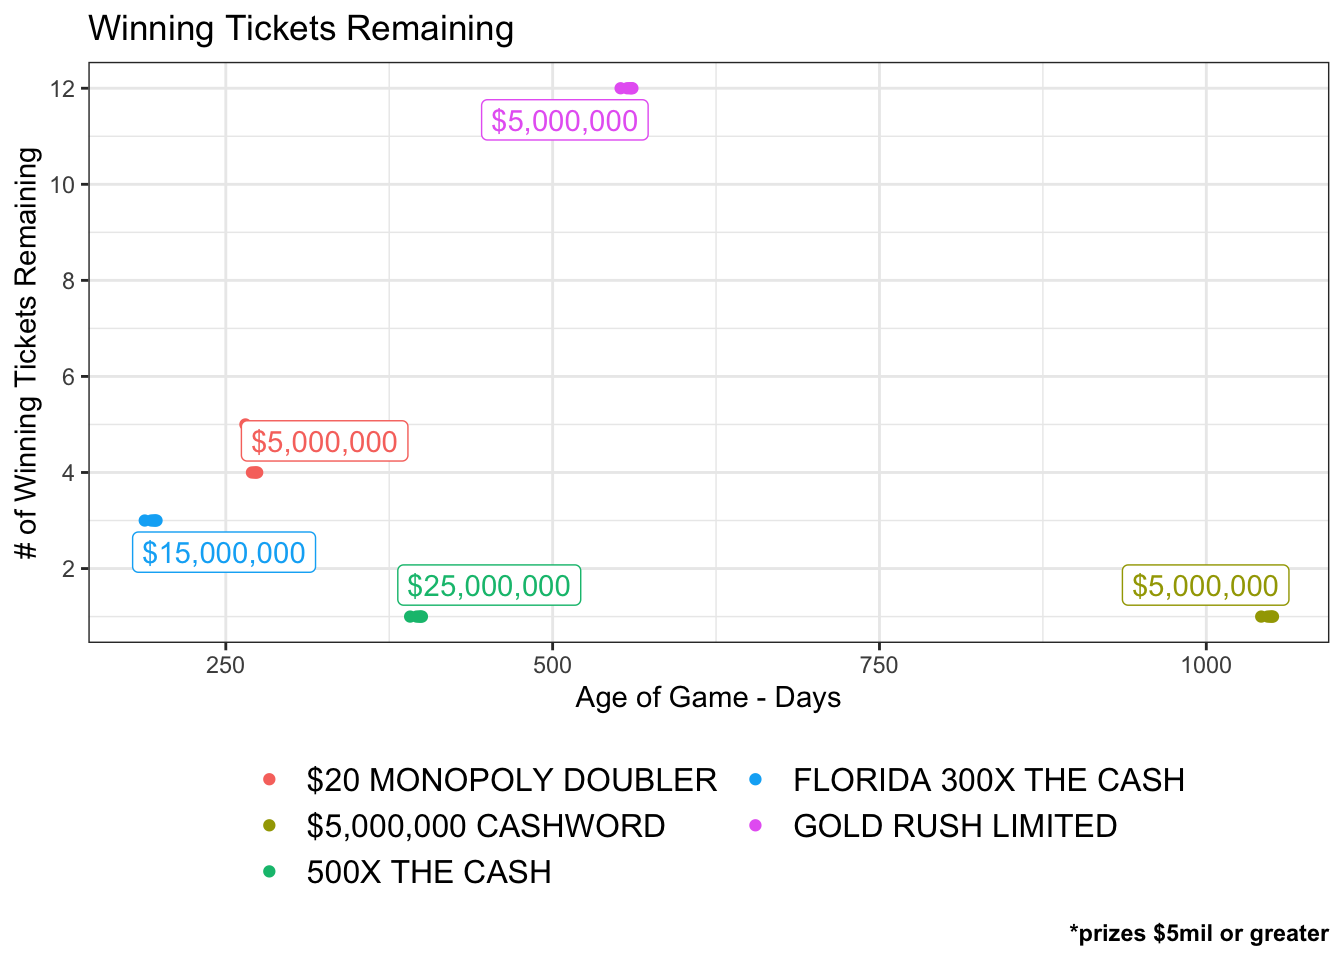 Winning Tickets Remaining
# of Winning Tickets Remaining
12
10
8
6
4
2
$5,000,000
$5,000,000
$15,000,000
$25,000,000
$5,000,000
250 500 750 1000
Age of Game - Days
$20 MONOPOLY DOUBLER FLORIDA 300X THE CASH
$5,000,000 CASHWORD GOLD RUSH LIMITED
500X THE CASH
*prizes $5mil or greater